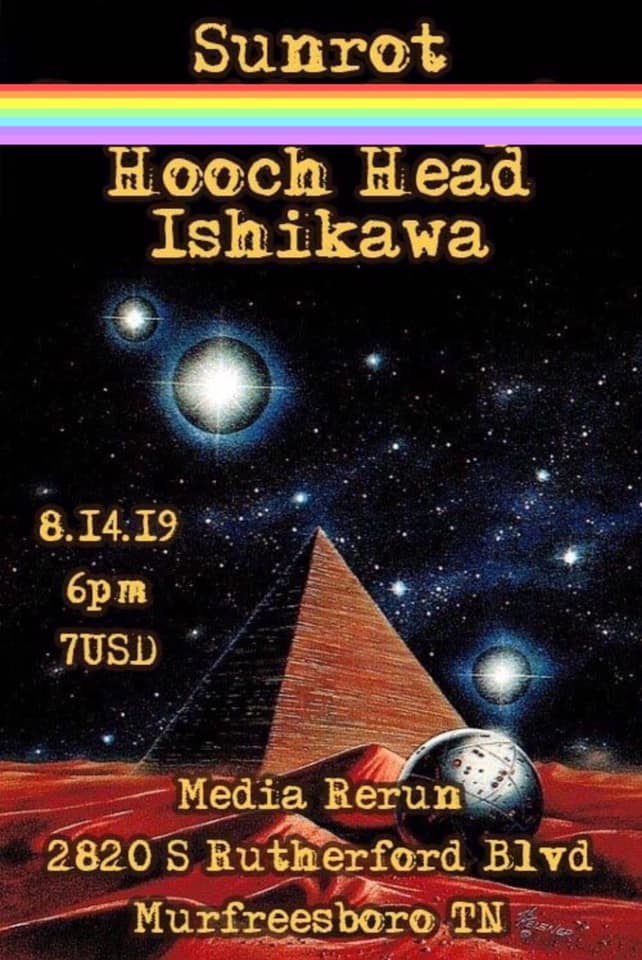 Sunrot
Hooch Head
Ishikawa
8.14.19
6pm
7USD
Media Rerun
2820 S Rutherford Blvd
Murfreesboro TN